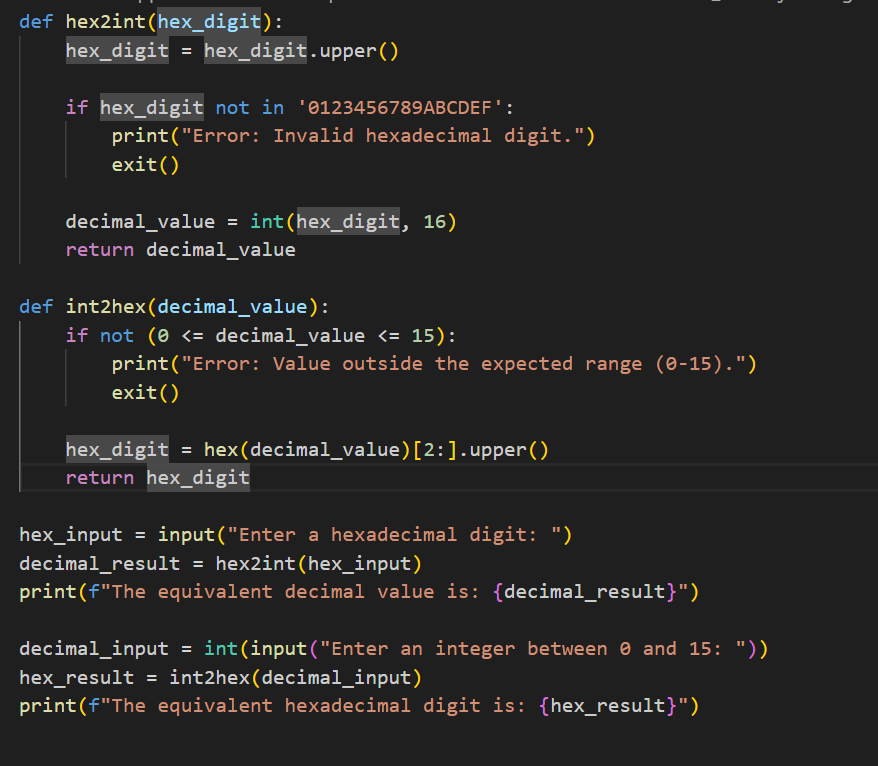 def hex2int(hex_digit):
    hex_digit = hex_digit.upper()

    if hex_digit not in '0123456789ABCDEF':
        print("Error: Invalid hexadecimal digit.")
        exit()

    decimal_value = int(hex_digit, 16)
    return decimal_value

def int2hex(decimal_value):
    if not (0 <= decimal_value <= 15):
        print("Error: Value outside the expected range (0-15).")
        exit()

    hex_digit = hex(decimal_value)[2:].upper()
    return hex_digit

hex_input = input("Enter a hexadecimal digit: ")
decimal_result = hex2int(hex_input)
print(f"The equivalent decimal value is: {decimal_result}")

decimal_input = int(input("Enter an integer between 0 and 15: "))
hex_result = int2hex(decimal_input)
print(f"The equivalent hexadecimal digit is: {hex_result}")